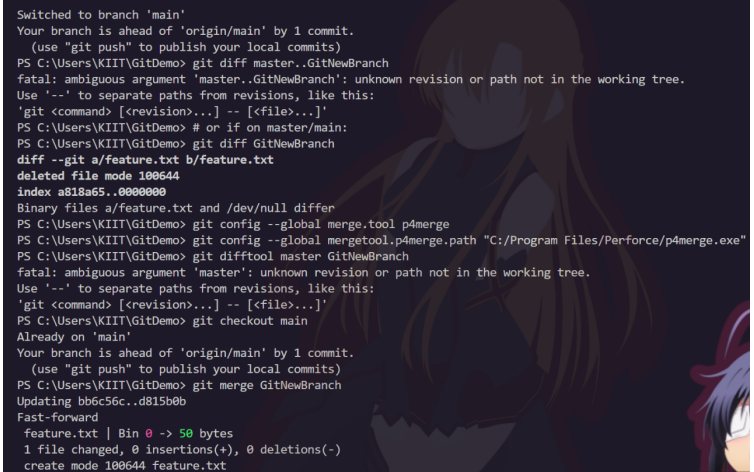 Switched to branch 'main'
Your branch is ahead of 'origin/main' by 1 commit.
  (use "git push" to publish your local commits)
PS C:\Users\KIIT\GitDemo> git diff master..GitNewBranch
fatal: ambiguous argument 'master..GitNewBranch': unknown revision or path not in the working tree.
Use '--' to separate paths from revisions, like this:
'git <command> [<revision>...] -- [<file>...]'
PS C:\Users\KIIT\GitDemo> # or if on master/main:
PS C:\Users\KIIT\GitDemo> git diff GitNewBranch
diff --git a/feature.txt b/feature.txt
deleted file mode 100644
index a818a65..0000000
Binary files a/feature.txt and /dev/null differ
PS C:\Users\KIIT\GitDemo> git config --global merge.tool p4merge
PS C:\Users\KIIT\GitDemo> git config --global mergetool.p4merge.path "C:/Program Files/Perforce/p4merge.exe"
PS C:\Users\KIIT\GitDemo> git difftool master GitNewBranch
fatal: ambiguous argument 'master': unknown revision or path not in the working tree.
Use '--' to separate paths from revisions, like this:
'git <command> [<revision>...] -- [<file>...]'
PS C:\Users\KIIT\GitDemo> git checkout main
Already on 'main'
Your branch is ahead of 'origin/main' by 1 commit.
  (use "git push" to publish your local commits)
PS C:\Users\KIIT\GitDemo> git merge GitNewBranch
Updating bb6c56c..d815b0b
Fast-forward
 feature.txt | Bin 0 -> 50 bytes
 1 file changed, 0 insertions(+), 0 deletions(-)
 create mode 100644 feature.txt